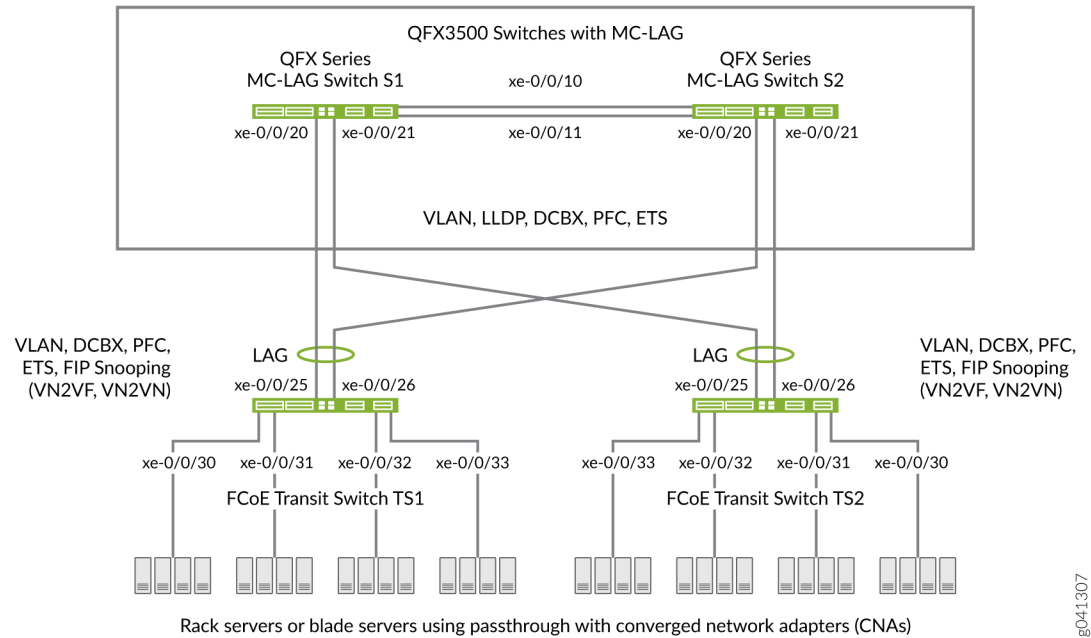 QFX3500 Switches with MC-LAG
QFX Series
MC-LAG Switch S1
xe-0/0/10
QFX Series
MC-LAG Switch S2
xe-0/0/20
xe-0/0/21
xe-0/0/11
xe-0/0/20
xe-0/0/21
VLAN, LLDP, DCBX, PFC, ETS
VLAN, DCBX, PFC,
ETS, FIP Snooping
(VN2VF, VN2VN)
LAG
LAG
VLAN, DCBX, PFC,
ETS, FIP Snooping
(VN2VF, VN2VN)
xe-0/0/25
xe-0/0/26
xe-0/0/25
xe-0/0/26
xe-0/0/30
xe-0/0/31
xe-0/0/32
xe-0/0/33
xe-0/0/33
xe-0/0/32
xe-0/0/31
xe-0/0/30
FCoE Transit Switch TS1
FCoE Transit Switch TS2
Rack servers or blade servers using passthrough with converged network adapters (CNAs)
g041307